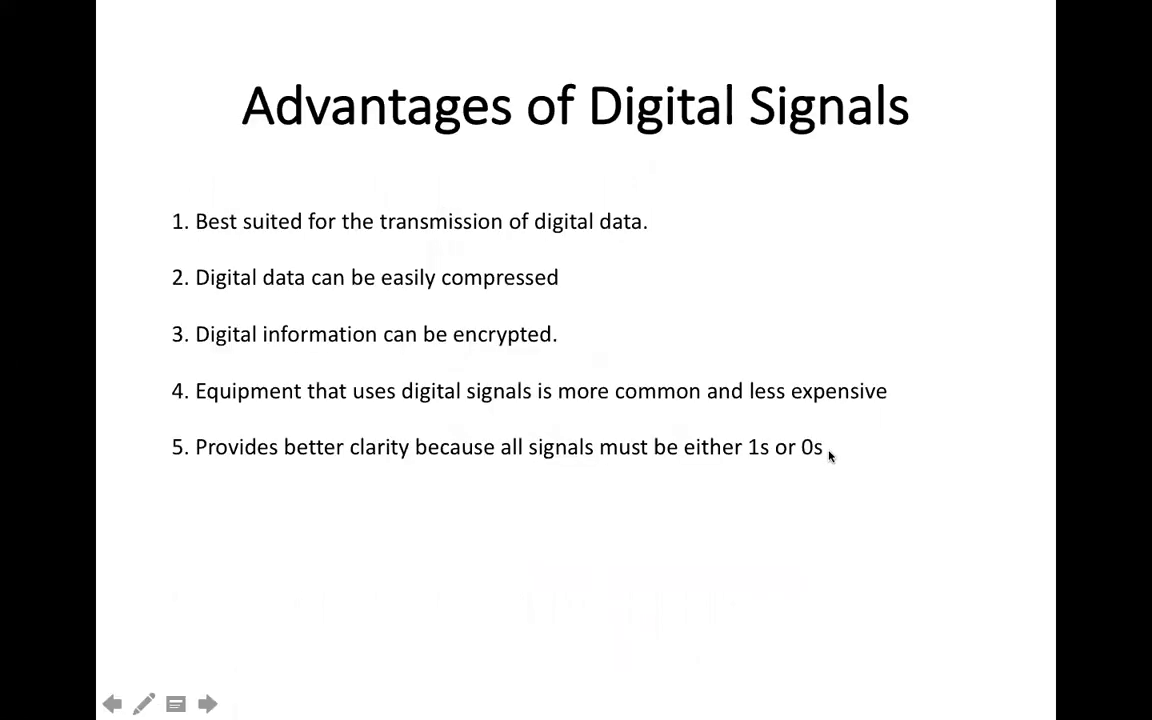 Advantages of Digital Signals
1. Best suited for the transmission of digital data.
2. Digital data can be easily compressed
3. Digital information can be encrypted.
4. Equipment that uses digital signals is more common and less expensive
5. Provides better clarity because all signals must be either 1s or 0s